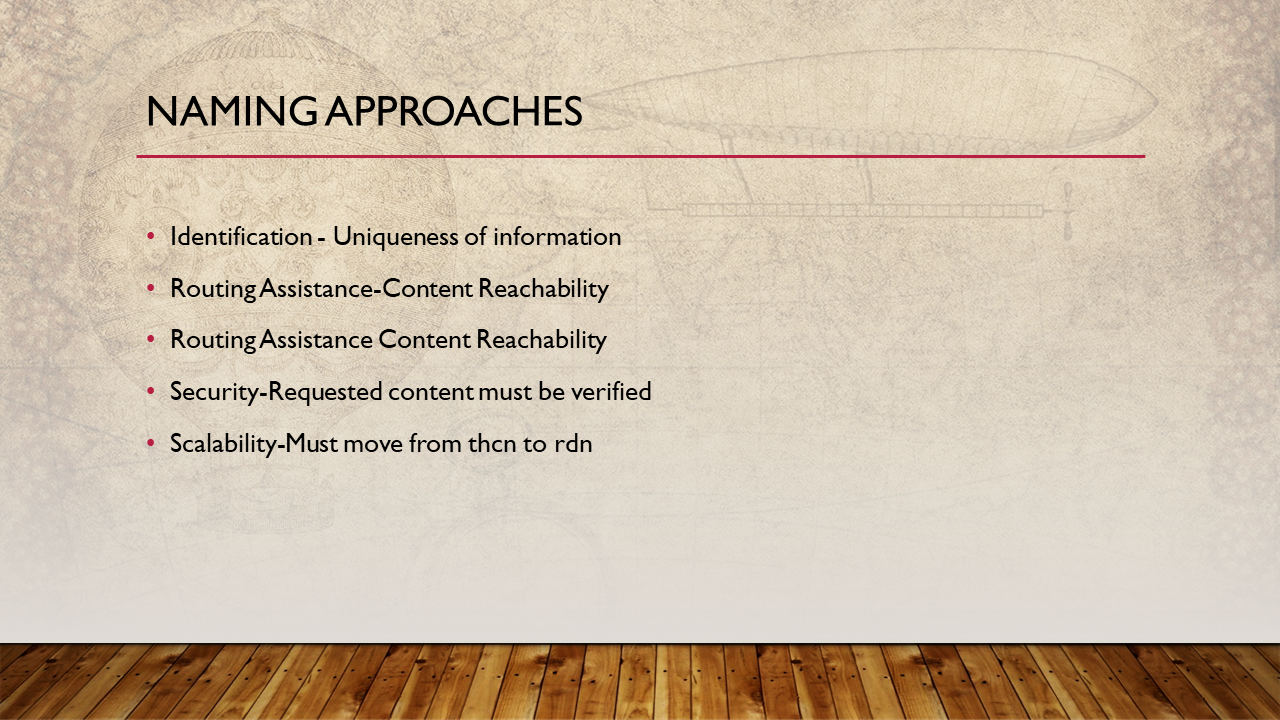 NAMING APPROACHES
• Identification - Uniqueness of information
• Routing Assistance-Content Reachability
• Routing Assistance Content Reachability
• Security-Requested content must be verified
• Scalability-Must move from thcn to rdn